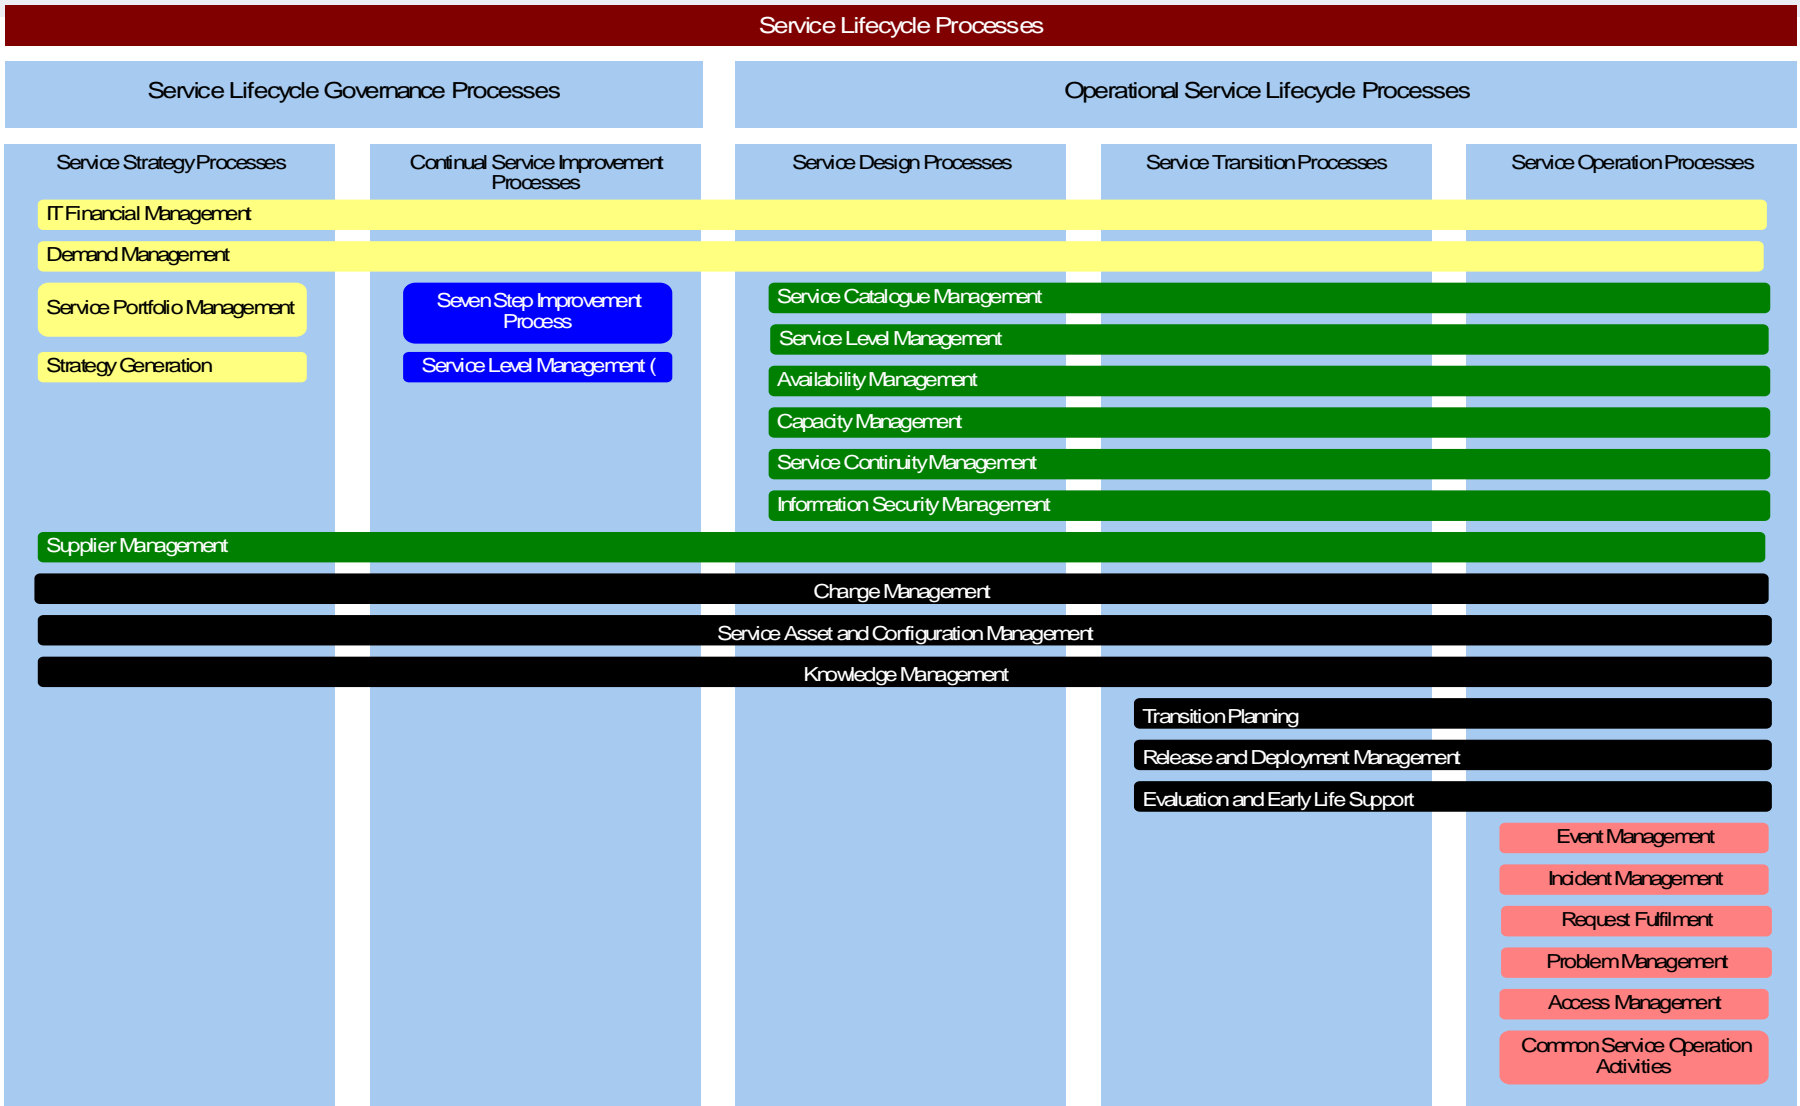 Service Lifecycle Processes
Service Lifecycle Governance Processes
Operational Service Lifecycle Processes
Service Strategy Processes
Continual Service Improvement
Processes
Service Design Processes
Service Transition Processes
Service Operation Processes
IT Financial Management
Demand Management
Service Portfolio Management
Seven Step Improvement
Process
Service Catalogue Management
Service Level Management
Strategy Generation
Service Level Management (
Availability Management
Capacity Management
Service Continuity Management
Information Security Management
Supplier Management
Change Management
Service Asset and Configuration Management
Knowledge Management
Transition Planning
Release and Deployment Management
Evaluation and Early Life Support
Event Management
Incident Management
Request Fulfilment
Problem Management
Access Management
Common Service Operation
Activities